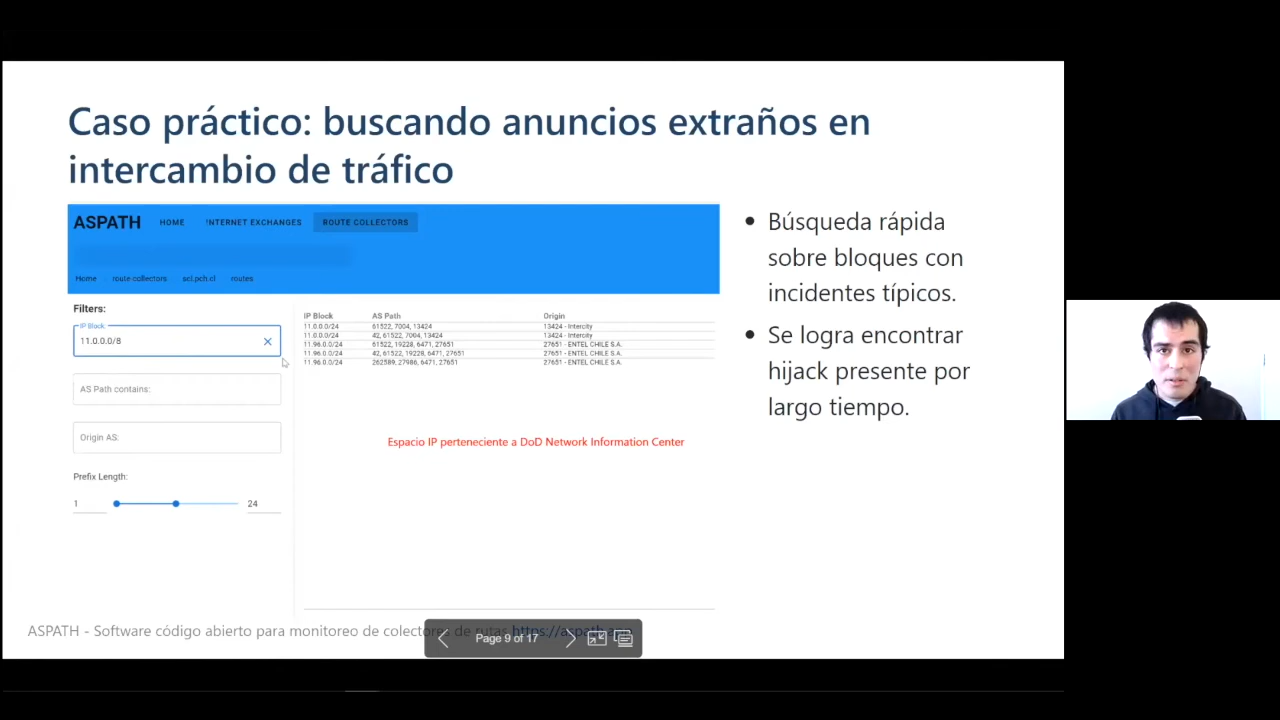 Caso práctico: buscando anuncios extraños en
intercambio de tráfico
ASPATH HOME INTERNET EXCHANGES ROUTE COLLECTORS
Home route collectors scl.pch.cl routes
Filters:
IP Block
11.0.0.0/8
AS Path contains:
Origin AS:
Prefix Length:
1 24
IP Block AS Path Origin
11.0.0.0/24 61522, 7004, 13424 13424 - Intercity
11.0.0.0/24 42, 61522, 7004, 13424 13424 - Intercity
11.96.0.0/24 61522, 19228, 6471, 27651 27651 - ENTEL CHILE S.A.
11.96.0.0/24 42, 61522, 19228, 6471, 27651 27651 - ENTEL CHILE S.A.
11.96.0.0/24 262589, 27986, 6471, 27651 27651 - ENTEL CHILE S.A.
Espacio IP perteneciente a DoD Network Information Center
• Búsqueda rápida
sobre bloques con
incidentes típicos.
• Se logra encontrar
hijack presente por
largo tiempo.
ASPATH - Software código abierto para monitoreo de colectores de rutas https://aspath.app
Page 9 of 17